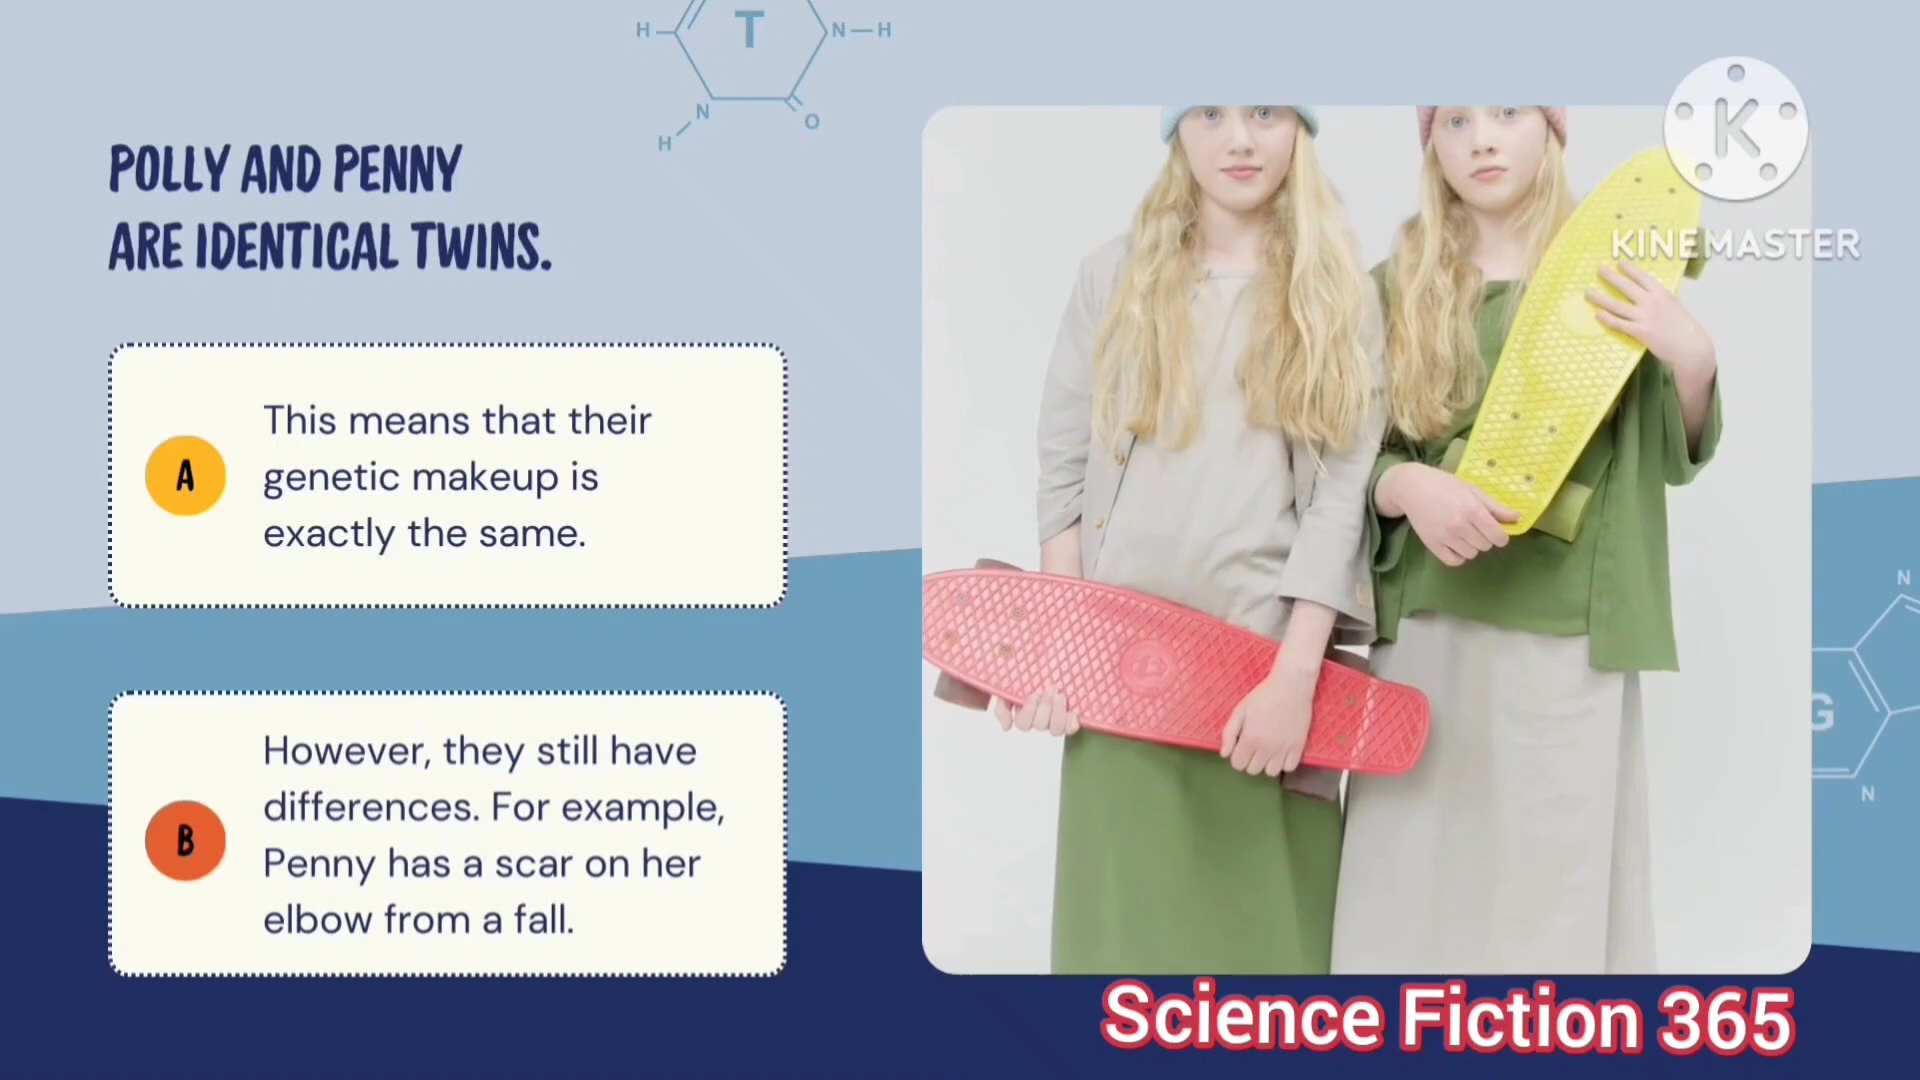 T
H
N
H
N
O
H
K
KINEMASTER
POLLY AND PENNY
ARE IDENTICAL TWINS.
A
This means that their
genetic makeup is
exactly the same.
B
However, they still have
differences. For example,
Penny has a scar on her
elbow from a fall.
N
G
N
Science Fiction 365